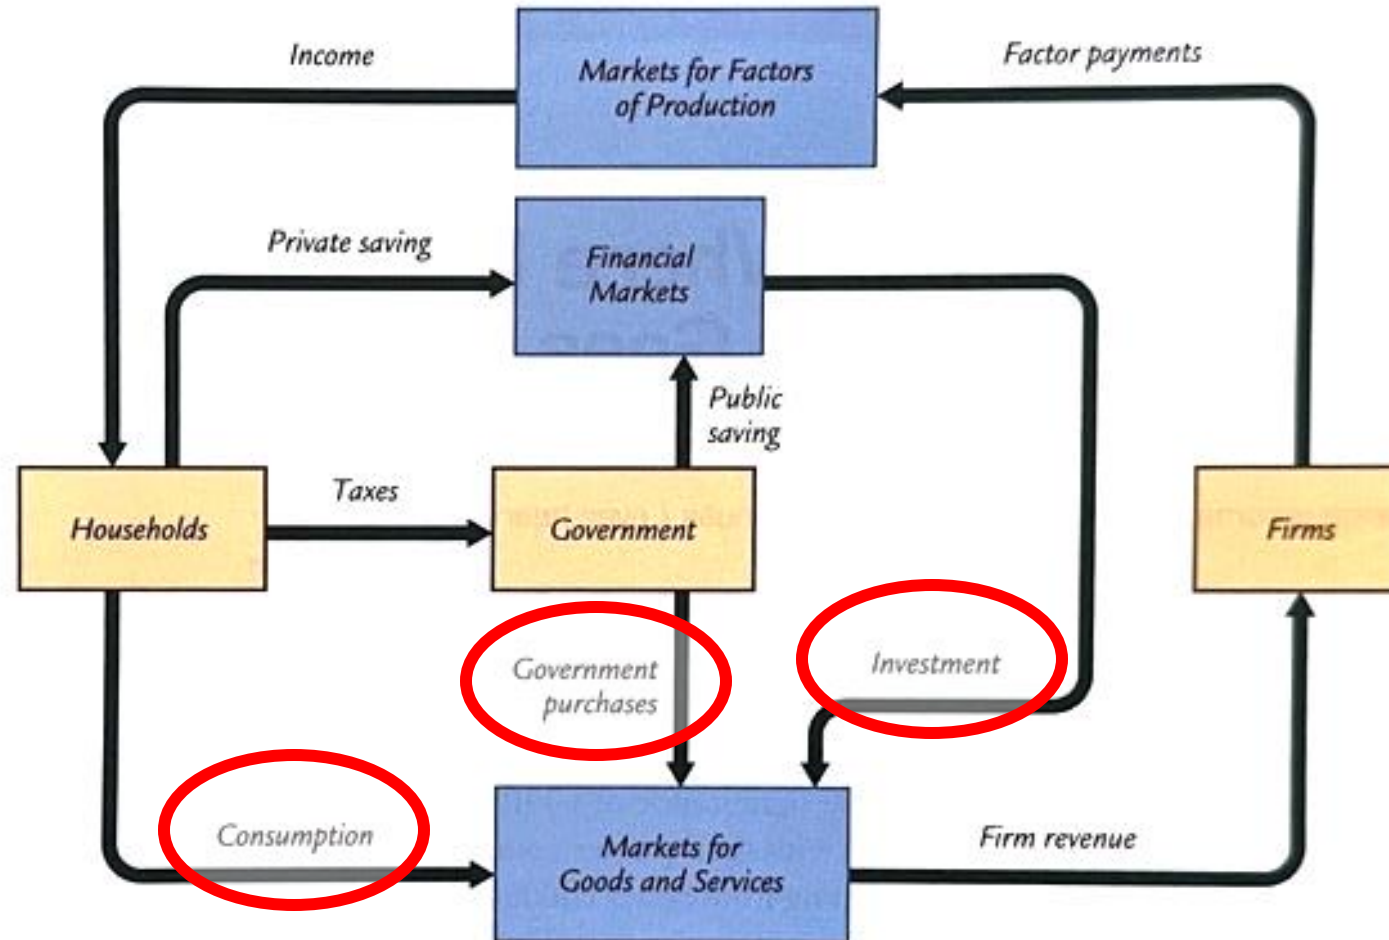 Income
Markets for Factors
of Production
Factor payments
Private saving
Financial
Markets
Public
saving
Households
Taxes
Government
Firms
Government
purchases
Investment
Consumption
Markets for
Goods and Services
Firm revenue